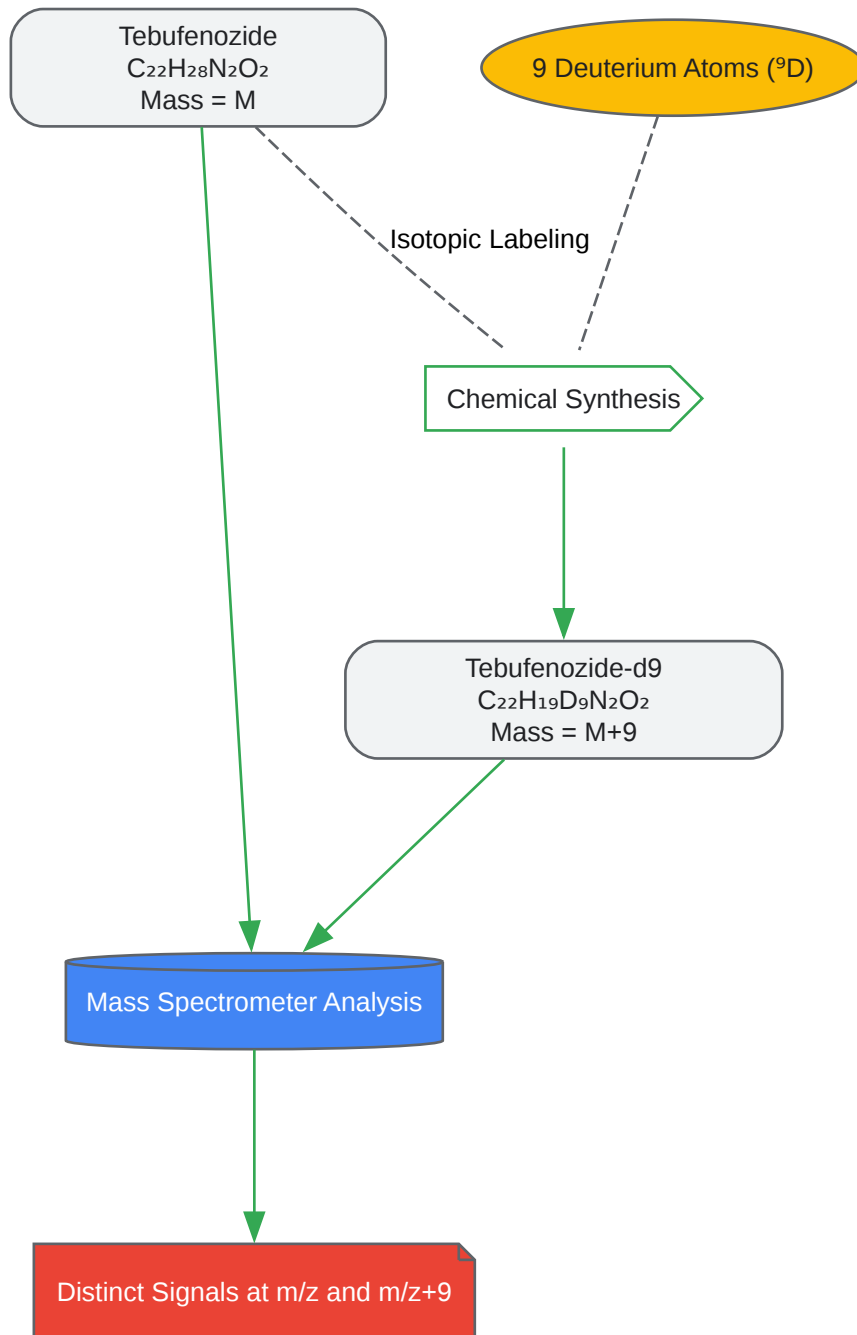 Tebufenozide
C₂₂H₂₈N₂O₂
Mass = M
9 Deuterium Atoms (⁹D)
Isotopic Labeling
Chemical Synthesis
Tebufenozide-d9
C₂₂H₁₉D₉N₂O₂
Mass = M+9
Mass Spectrometer Analysis
Distinct Signals at m/z and m/z+9